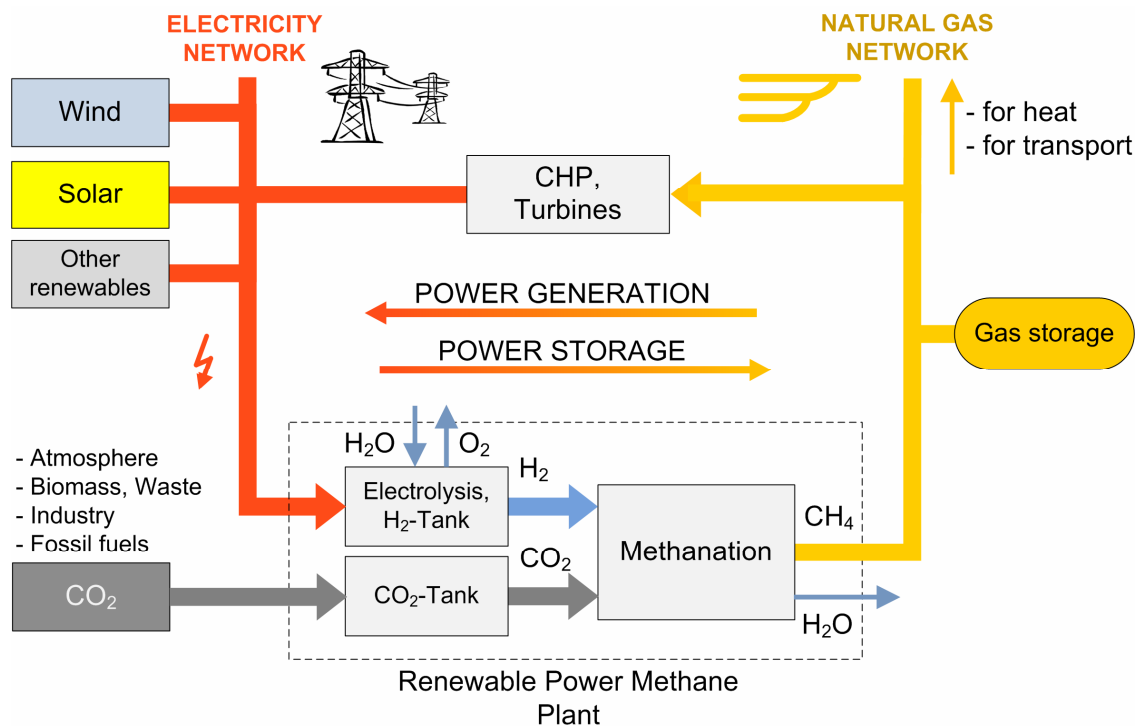 ELECTRICITY
NETWORK
NATURAL GAS
NETWORK
Wind
- for heat
- for transport
Solar
CHP,
Turbines
Other
renewables
POWER GENERATION
Gas storage
POWER STORAGE
H₂O
O₂
- Atmosphere
- Biomass, Waste
- Industry
- Fossil fuels
H₂
Electrolysis,
H₂-Tank
CH₄
Methanation
CO₂
CO₂
CO₂-Tank
H₂O
Renewable Power Methane
Plant